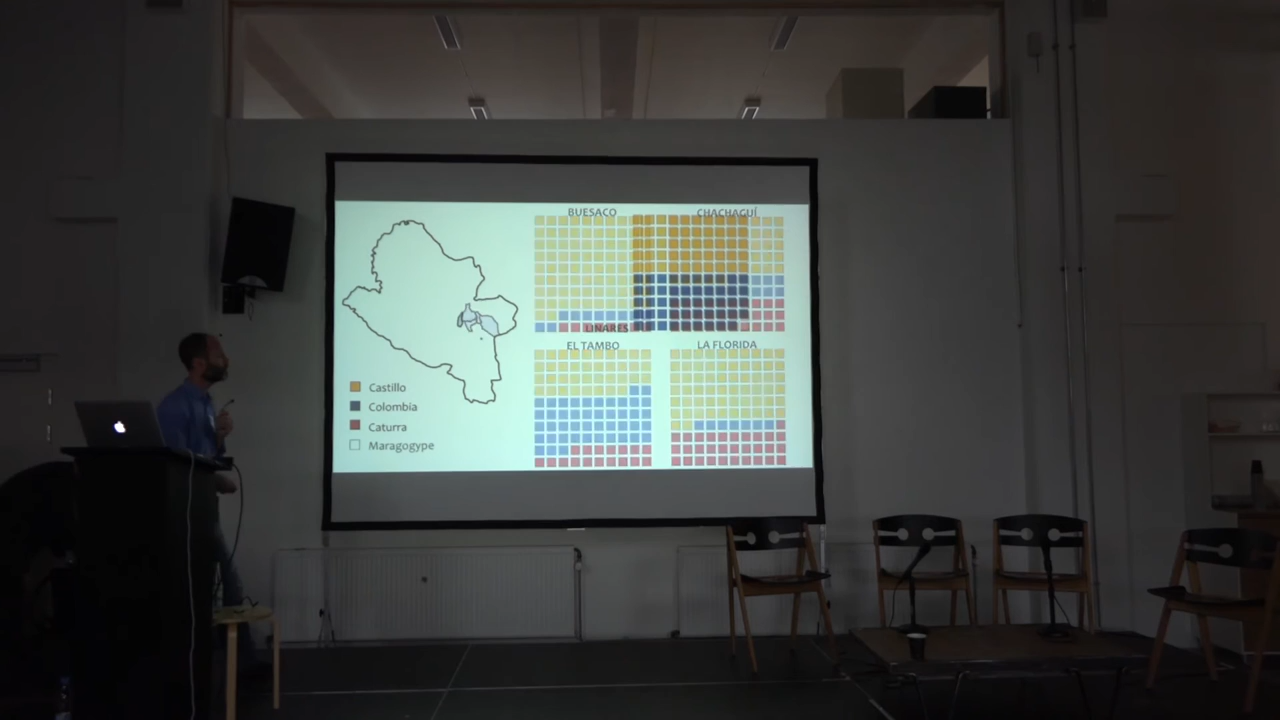 BUESACO
CHACHAGUÍ
LINARES
EL TAMBO
LA FLORIDA
Castillo
Colombia
Caturra
Maragogype